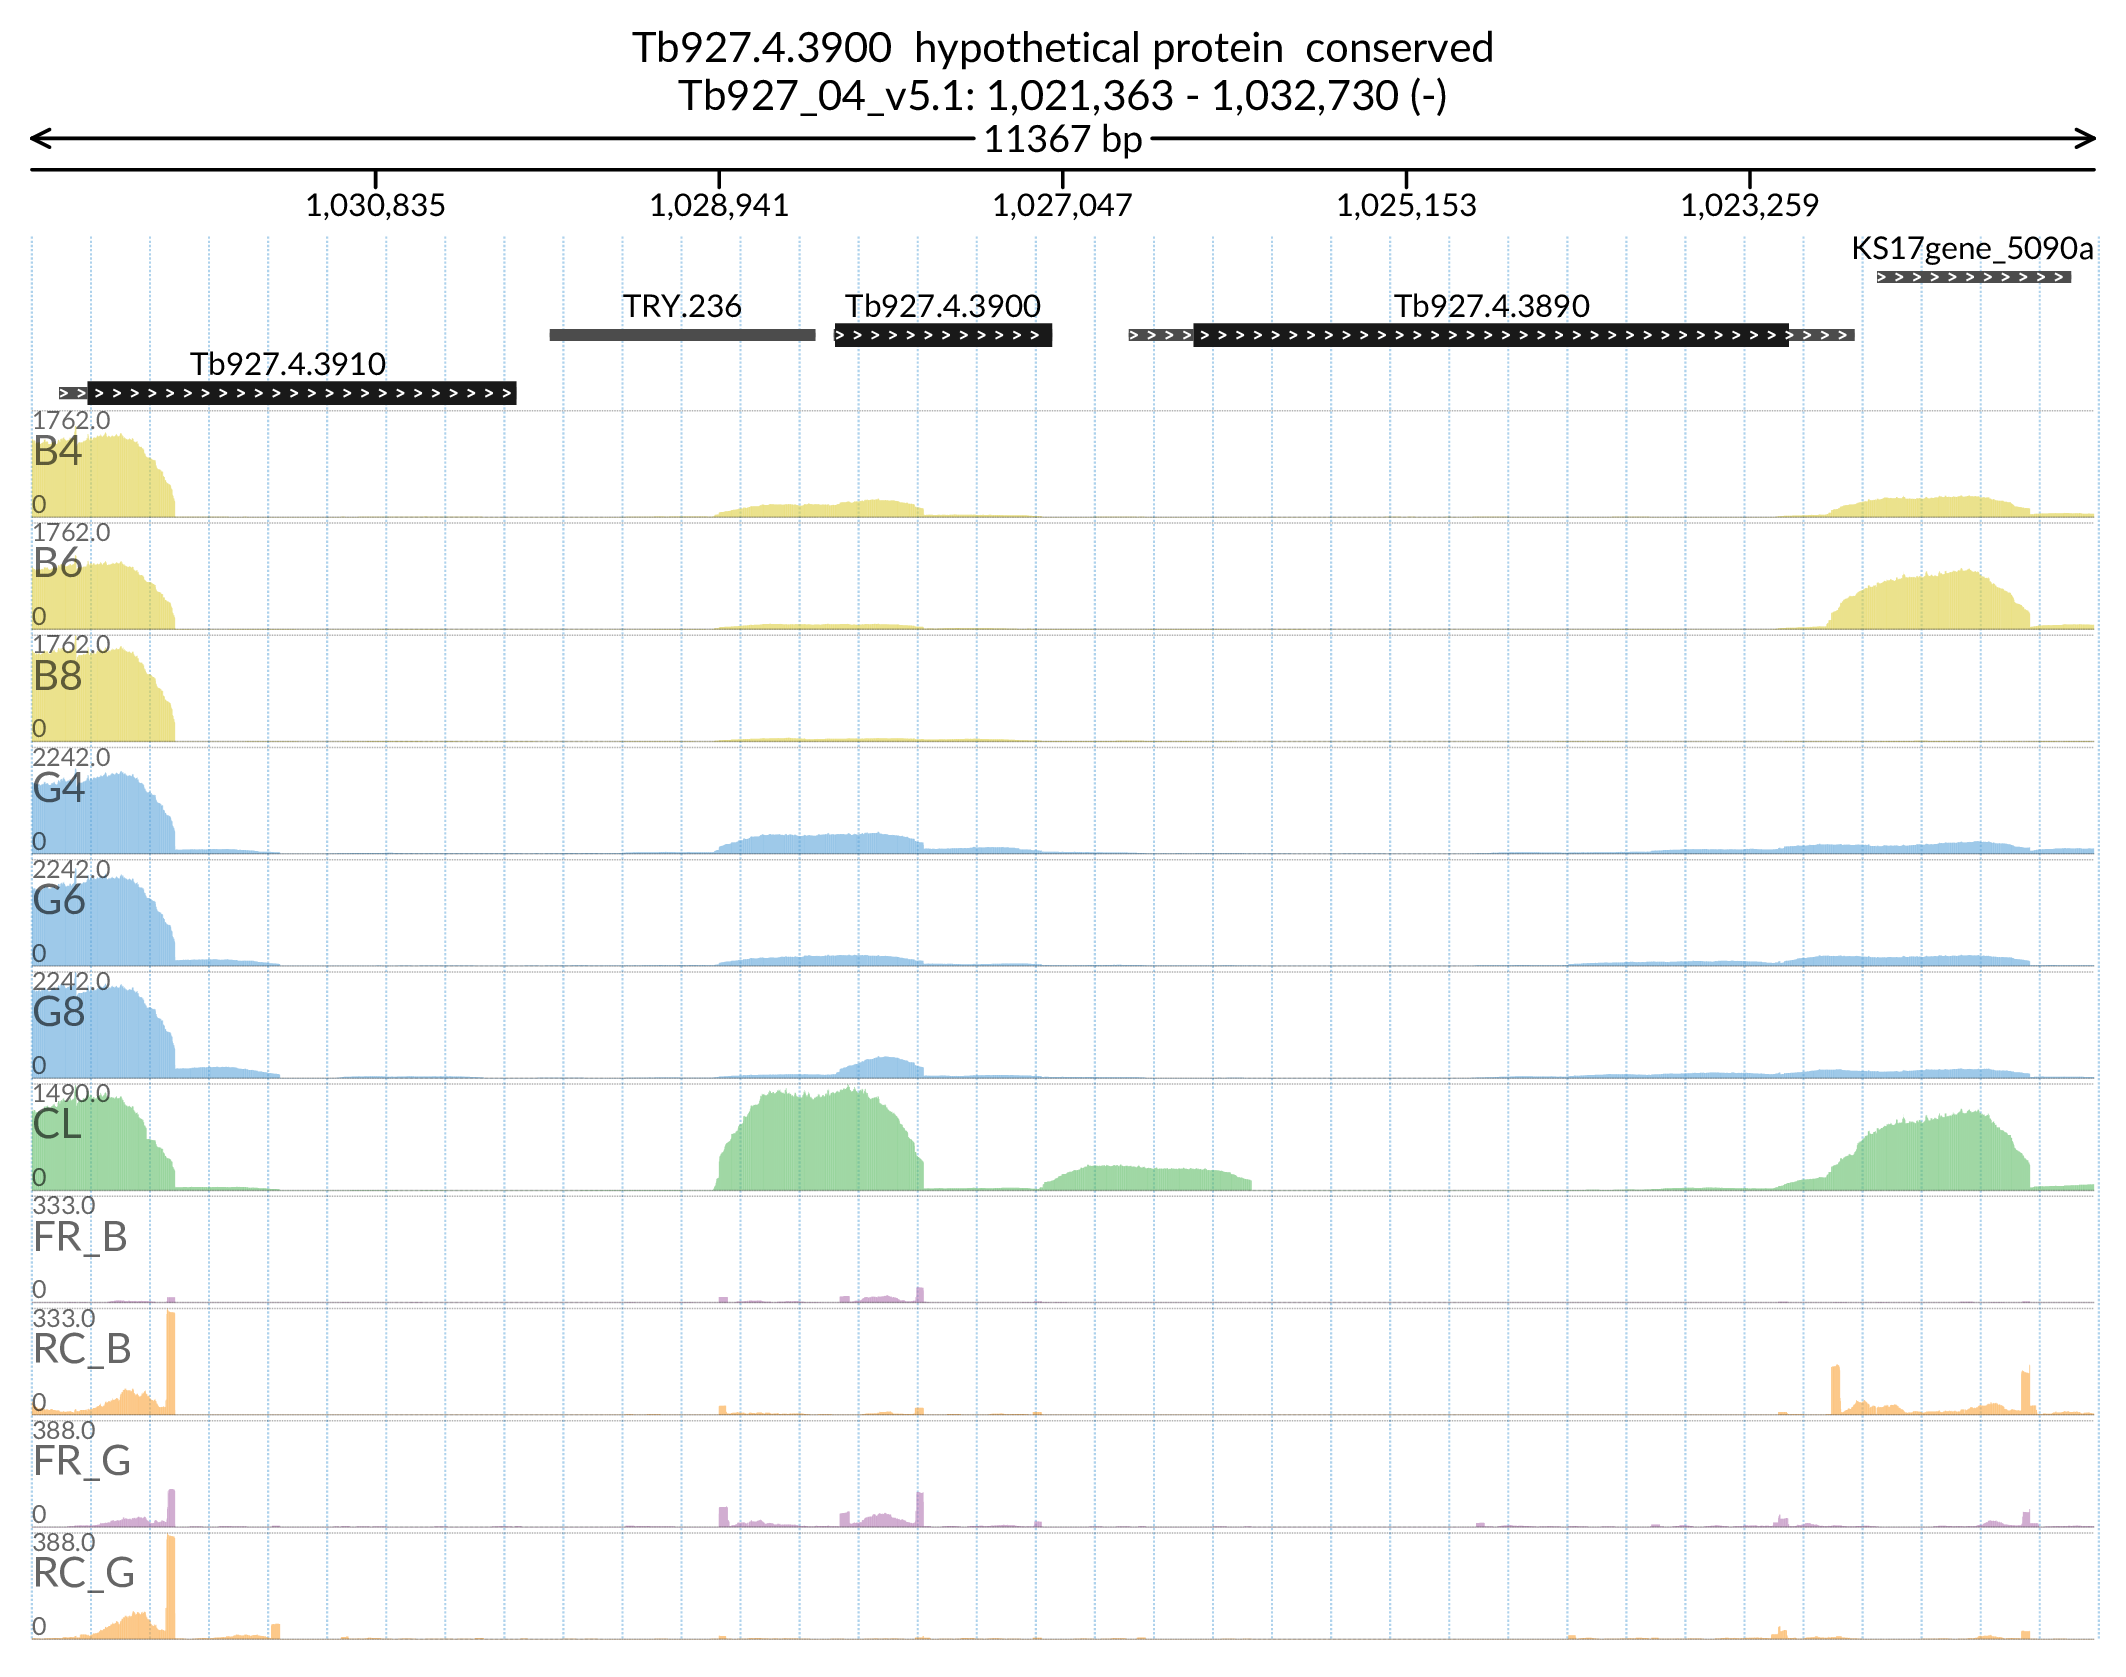 Tb927.4.3900  hypothetical protein  conserved
Tb927_04_v5.1: 1,021,363 - 1,032,730 (-)
11367 bp
1,030,835 1,028,941 1,027,047 1,025,153 1,023,259
KS17gene_5090a
TRY.236 Tb927.4.3900 Tb927.4.3890
Tb927.4.3910
1762.0
B4
0
1762.0
B6
0
1762.0
B8
0
2242.0
G4
0
2242.0
G6
0
2242.0
G8
0
1490.0
CL
0
333.0
FR_B
0
333.0
RC_B
0
388.0
FR_G
0
388.0
RC_G
0